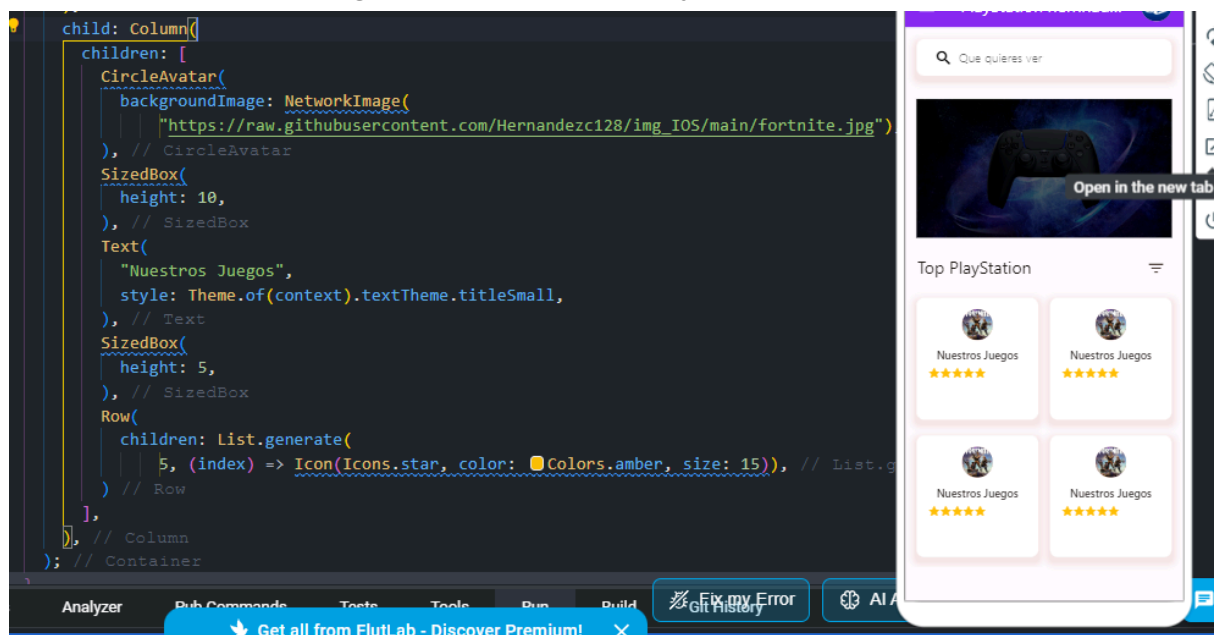 child: Column(
children: [
CircleAvatar(
backgroundImage: NetworkImage(
"https://raw.githubusercontent.com/Hernandezc128/img_IOS/main/fortnite.jpg")
), // CircleAvatar
SizedBox(
height: 10,
), // SizedBox
Text(
"Nuestros Juegos",
style: Theme.of(context).textTheme.titleSmall,
), // Text
SizedBox(
height: 5,
), // SizedBox
Row(
children: List.generate(
5, (index) => Icon(Icons.star, color: Colors.amber, size: 15)), // List.g
) // Row
],
), // Column
); // Container
Que quieres ver
Open in the new tab
Top PlayStation
Nuestros Juegos
Nuestros Juegos
Nuestros Juegos
Nuestros Juegos
Analyzer
Pub Commands
Tests
Tools
Run
Build
Git History
Fix my Error
AI A
Get all from FlutLab - Discover Premium!